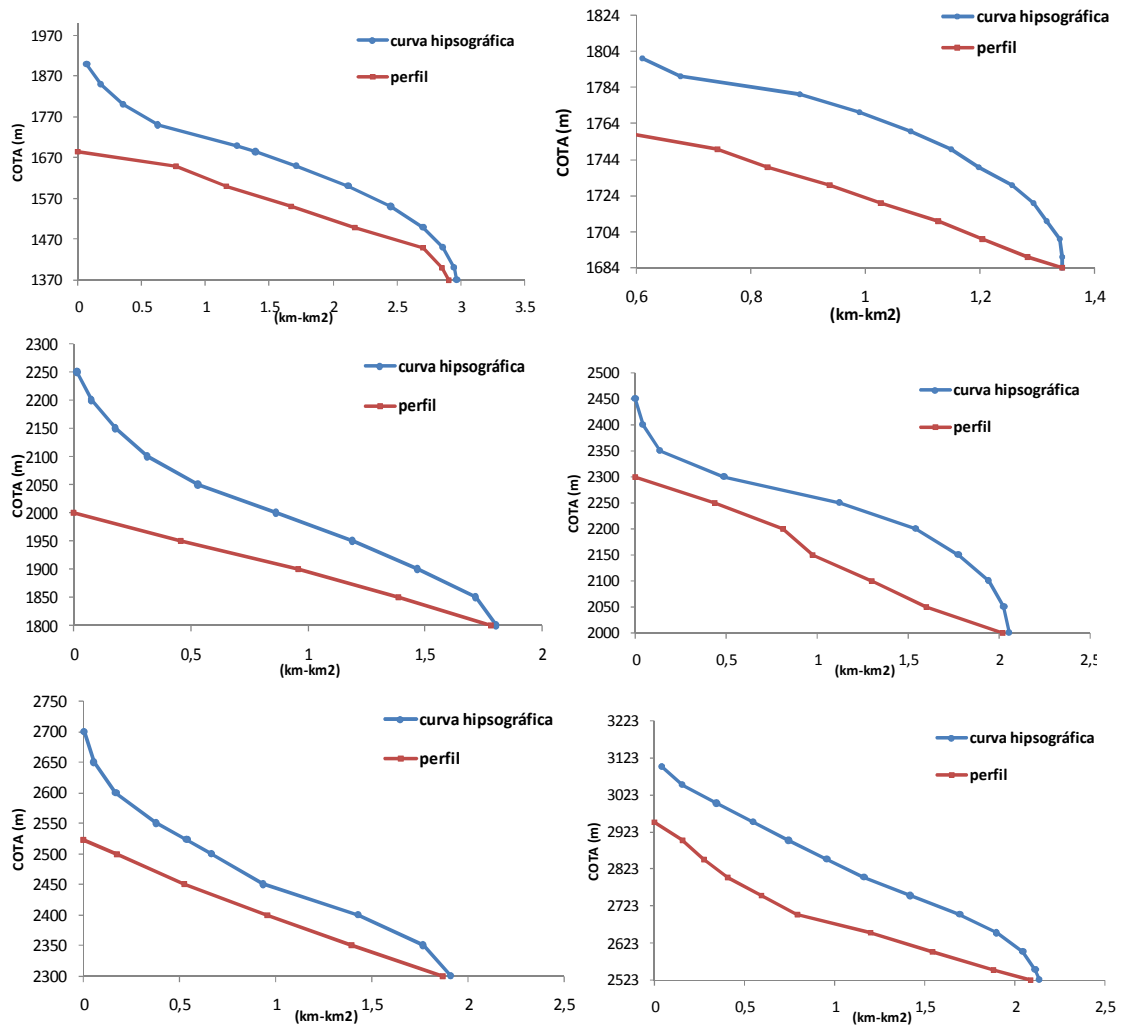 1970
1870
1770
1670
1570
1470
1370
COTA (m)
curva hipsográfica
perfil
0 0.5 1 1.5 2 2.5 3 3.5
(km-km2)
1824
1804
1784
1764
1744
1724
1704
1684
COTA (m)
curva hipsográfica
perfil
0,6 0,8 1 1,2 1,4
(km-km2)
2300
2250
2200
2150
2100
2050
2000
1950
1900
1850
1800
COTA (m)
curva hipsográfica
perfil
0 0,5 1 1,5 2
(km-km2)
2500
2450
2400
2350
2300
2250
2200
2150
2100
2050
2000
COTA (m)
curva hipsográfica
perfil
0 0,5 1 1,5 2 2,5
(km-km2)
2750
2700
2650
2600
2550
2500
2450
2400
2350
2300
COTA (m)
curva hipsográfica
perfil
0 0,5 1 1,5 2 2,5
(km-km2)
3223
3123
3023
2923
2823
2723
2623
2523
COTA (m)
curva hipsográfica
perfil
0 0,5 1 1,5 2 2,5
(km-km2)